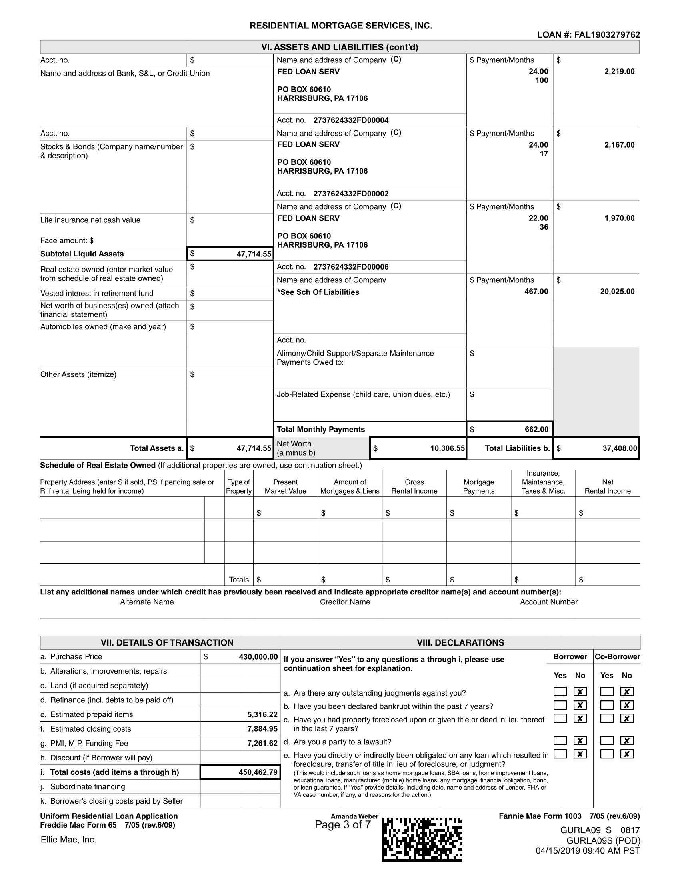 RESIDENTIAL MORTGAGE SERVICES, INC.
LOAN #: FAL1903279762
VI. ASSETS AND LIABILITIES (cont'd)
Acct. no. $ Name and address of Company (C) $ Payment/Months $
Name and address of Bank, S&L, or Credit Union FED LOAN SERV 24.00 2,219.00
100
PO BOX 60610
HARRISBURG, PA 17106
Acct. no. 2737624332FD00004
Acct. no. $ Name and address of Company (C) $ Payment/Months $
Stocks & Bonds (Company name/number $ FED LOAN SERV 24.00 2,167.00
& description) 17
PO BOX 60610
HARRISBURG, PA 17106
Acct. no. 2737624332FD00002
Name and address of Company (C) $ Payment/Months $
Life insurance net cash value $ FED LOAN SERV 22.00 1,970.00
36
PO BOX 60610
Face amount: $ HARRISBURG, PA 17106
Subtotal Liquid Assets $ 47,714.55
Real estate owned (enter market value $ Acct. no. 2737624332FD00006
from schedule of real estate owned) Name and address of Company $ Payment/Months $
Vested interest in retirement fund $ *See Sch Of Liabilities 467.00 20,025.00
Net worth of business(es) owned (attach $
financial statement)
Automobiles owned (make and year) $
Acct. no.
Alimony/Child Support/Separate Maintenance $
Payments Owed to:
Other Assets (itemize) $
Job-Related Expense (child care, union dues, etc.) $
Total Monthly Payments $ 662.00
Total Assets a. $ 47,714.55 Net Worth (a minus b) $ 10,306.55 Total Liabilities b. $ 37,408.00
Schedule of Real Estate Owned (If additional properties are owned, use continuation sheet.)
Property Address (enter S if sold, PS if pending sale or R if rental being held for income) Type of Property Present Market Value Amount of Mortgages & Liens Gross Rental Income Mortgage Payments Insurance, Maintenance, Taxes & Misc. Net Rental Income
$ $ $ $ $ $
Totals $ $ $ $ $ $
List any additional names under which credit has previously been received and indicate appropriate creditor name(s) and account number(s):
Alternate Name Creditor Name Account Number
VII. DETAILS OF TRANSACTION VIII. DECLARATIONS
a. Purchase Price $ 430,000.00
b. Alterations, improvements, repairs
c. Land (if acquired separately)
d. Refinance (incl. debts to be paid off)
e. Estimated prepaid items 5,316.22
f. Estimated closing costs 7,884.95
g. PMI, MIP, Funding Fee 7,261.62
h. Discount (if Borrower will pay)
i. Total costs (add items a through h) 450,462.79
j. Subordinate financing
k. Borrower's closing costs paid by Seller
If you answer "Yes" to any questions a through i, please use
continuation sheet for explanation.
Borrower Co-Borrower
Yes No Yes No
a. Are there any outstanding judgments against you? X X
b. Have you been declared bankrupt within the past 7 years? X X
c. Have you had property foreclosed upon or given title or deed in lieu thereof X X
in the last 7 years?
d. Are you a party to a lawsuit? X X
e. Have you directly or indirectly been obligated on any loan which resulted in X X
foreclosure, transfer of title in lieu of foreclosure, or judgment?
(This would include such loans as home mortgage loans, SBA loans, home improvement loans,
educational loans, manufactured (mobile) home loans, any mortgage, financial obligation, bond,
or loan guarantee. If "Yes," provide details, including date, name and address of Lender, FHA or
VA case number, if any, and reasons for the action.)
Uniform Residential Loan Application
Freddie Mac Form 65 7/05 (rev.6/09)
Ellie Mae, Inc.
Amanda Weber
Page 3 of 7
Fannie Mae Form 1003 7/05 (rev.6/09)
GURLA09 S 0817
GURLA09S (POD)
04/15/2019 09:40 AM PST